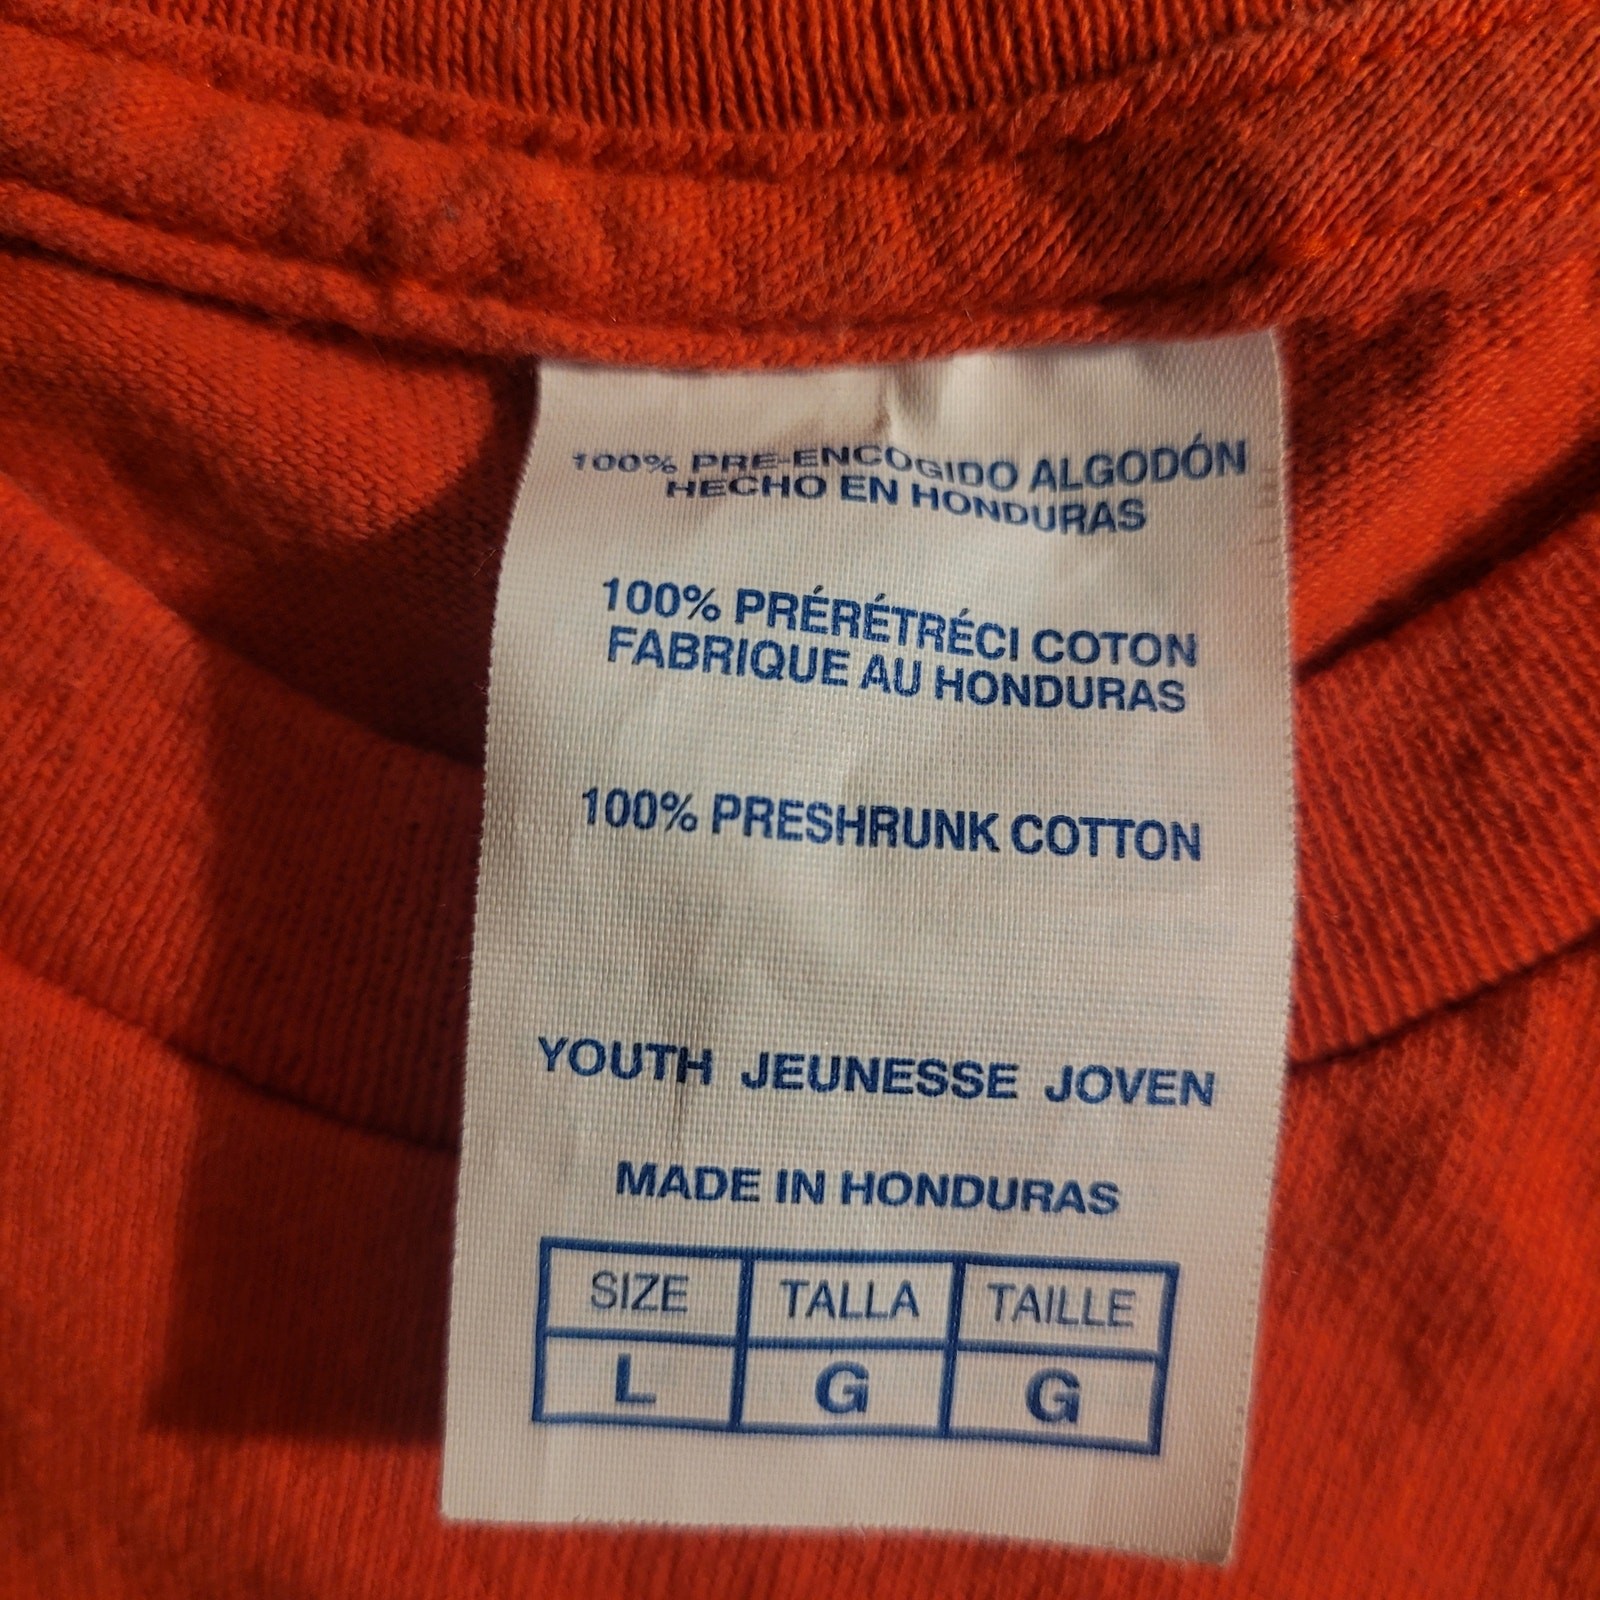 100% PRE-ENCOGIDO ALGODÓN
HECHO EN HONDURAS
100% PRÉRÉTRÉCI COTON
FABRIQUE AU HONDURAS
100% PRESHRUNK COTTON
YOUTH JEUNESSE JOVEN
MADE IN HONDURAS
SIZE TALLA TAILLE
L G G